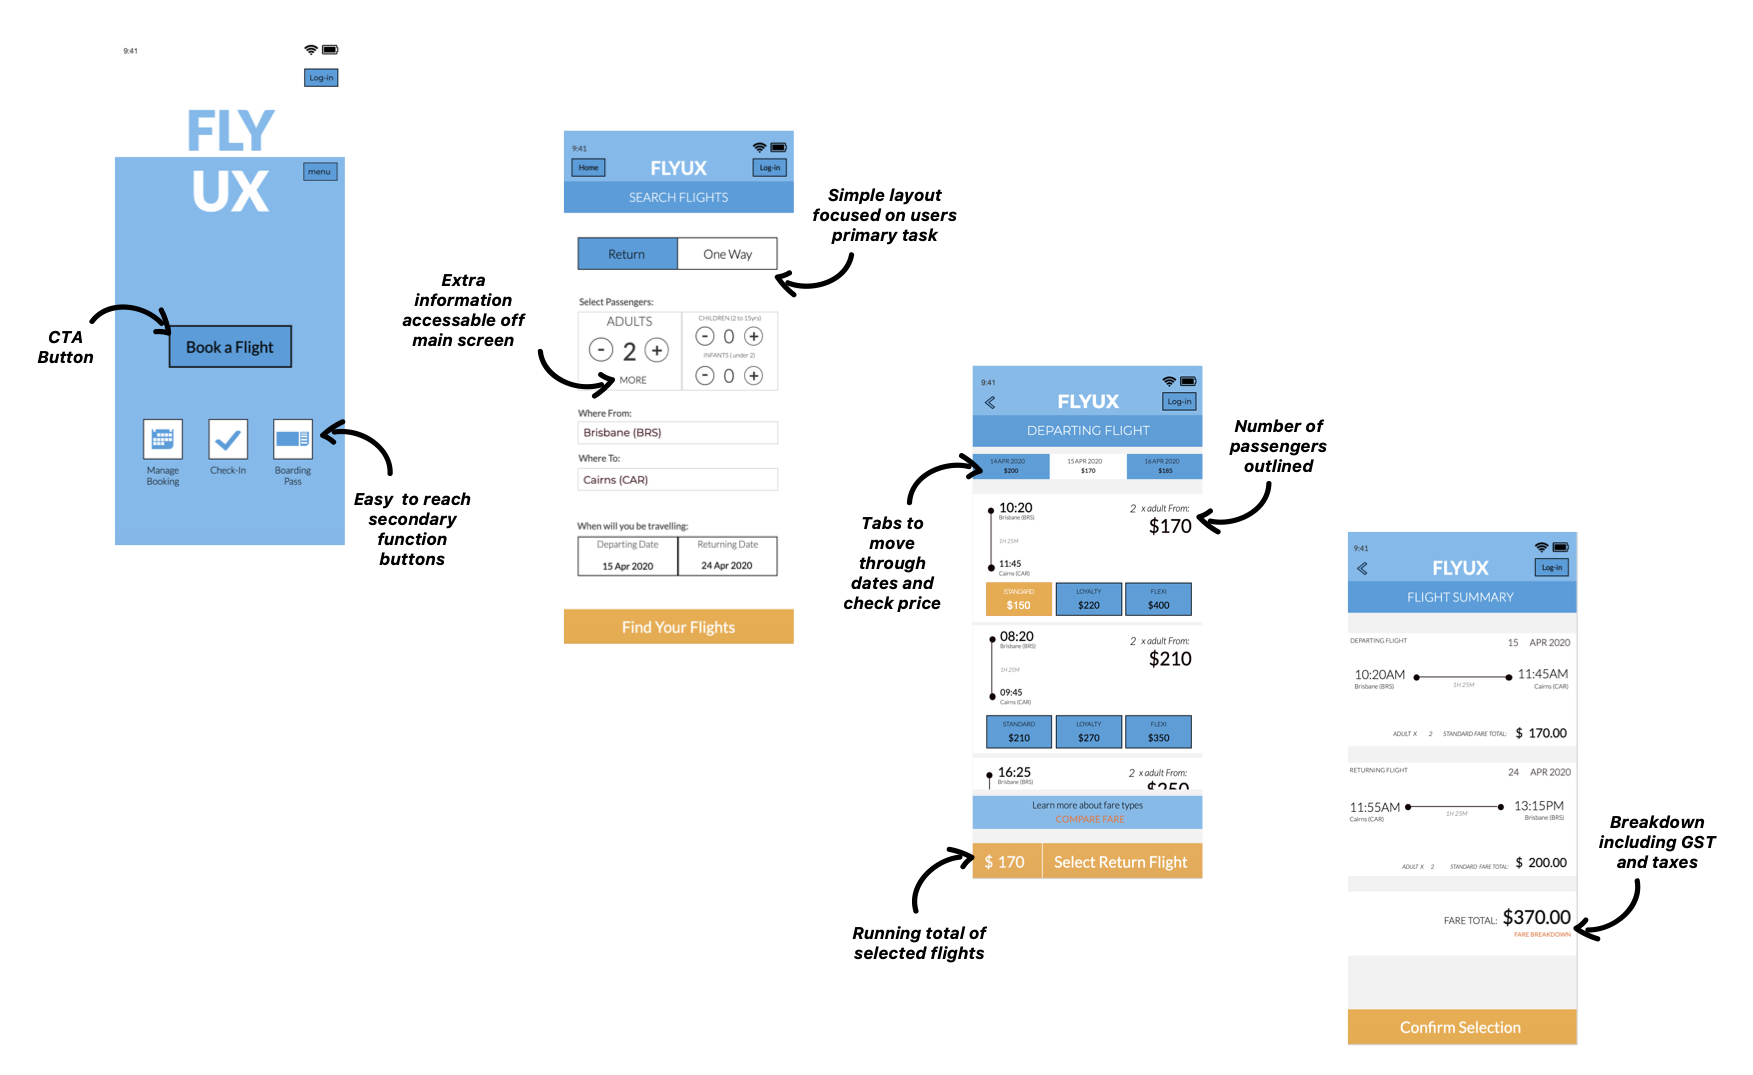 9:41
Log-in
FLY
UX
menu
CTA
Button
Book a Flight
Manage
Booking
Check-In
Boarding
Pass
Easy to reach
secondary
function
buttons
Extra
information
accessable off
main screen
9:41
Home
FLYUX
Log-in
SEARCH FLIGHTS
Simple layout
focused on users
primary task
Return
One Way
Select Passengers:
ADULTS
- 2 +
MORE
CHILDREN (2 to 15yrs)
- 0 +
INFANTS ( under 2)
- 0 +
Where From:
Brisbane (BRS)
Where To:
Cairns (CAR)
When will you be travelling:
Departing Date
15 Apr 2020
Returning Date
24 Apr 2020
Find Your Flights
9:41
FLYUX
Log-in
DEPARTING FLIGHT
14 APR 2020
$200
15 APR 2020
$170
16 APR 2020
$185
Number of
passengers
outlined
Tabs to
move
through
dates and
check price
10:20
Brisbane (BRS)
1H 25M
11:45
Cairns (CAR)
2 x adult From:
$170
STANDARD
$150
LOYALTY
$220
FLEXI
$400
08:20
Brisbane (BRS)
1H 25M
09:45
Cairns (CAR)
2 x adult From:
$210
STANDARD
$210
LOYALTY
$270
FLEXI
$350
16:25
Brisbane (BRS)
2 x adult From:
$250
Learn more about fare types
COMPARE FARE
$ 170
Select Return Flight
Running total of
selected flights
9:41
FLYUX
Log-in
FLIGHT SUMMARY
DEPARTING FLIGHT
15 APR 2020
10:20AM
Brisbane (BRS)
1H 25M
11:45AM
Cairns (CAR)
ADULT X 2 STANDARD FARE TOTAL: $ 170.00
RETURNING FLIGHT
24 APR 2020
11:55AM
Cairns (CAR)
1H 25M
13:15PM
Brisbane (BRS)
ADULT X 2 STANDARD FARE TOTAL: $ 200.00
FARE TOTAL: $370.00
FARE BREAKDOWN
Confirm Selection
Breakdown
including GST
and taxes